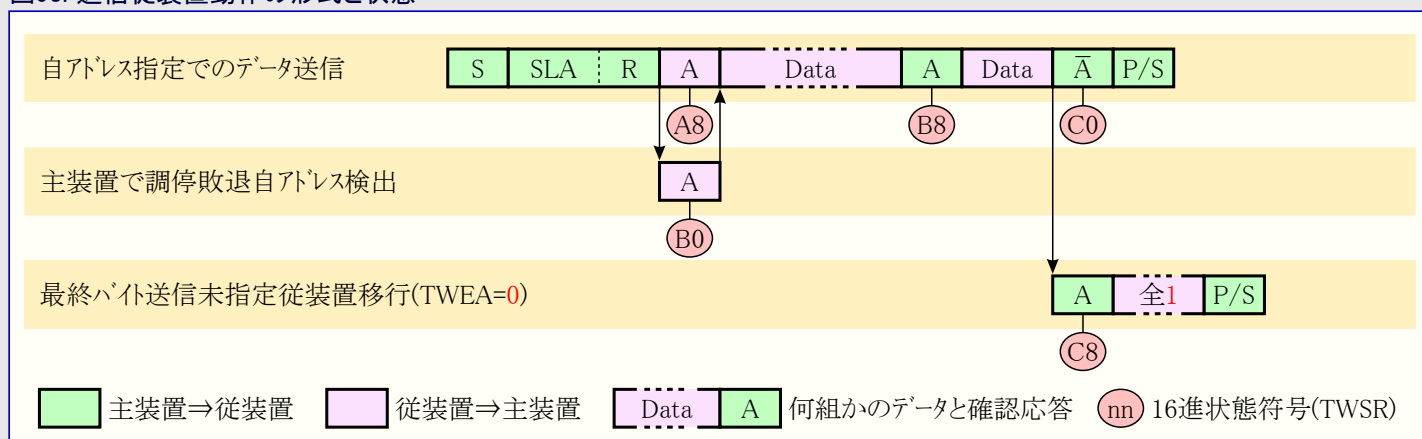 自アドレス指定でのデータ送信 S SLA R A Data A Data A̅ P/S
A8 B8 C0
主装置で調停敗退自アドレス検出 A
B0
最終バイト送信未指定従装置移行(TWEA=0) A 全1 P/S
C8
主装置⇒従装置 従装置⇒主装置 Data A 何組かのデータと確認応答 nn 16進状態符号(TWSR)